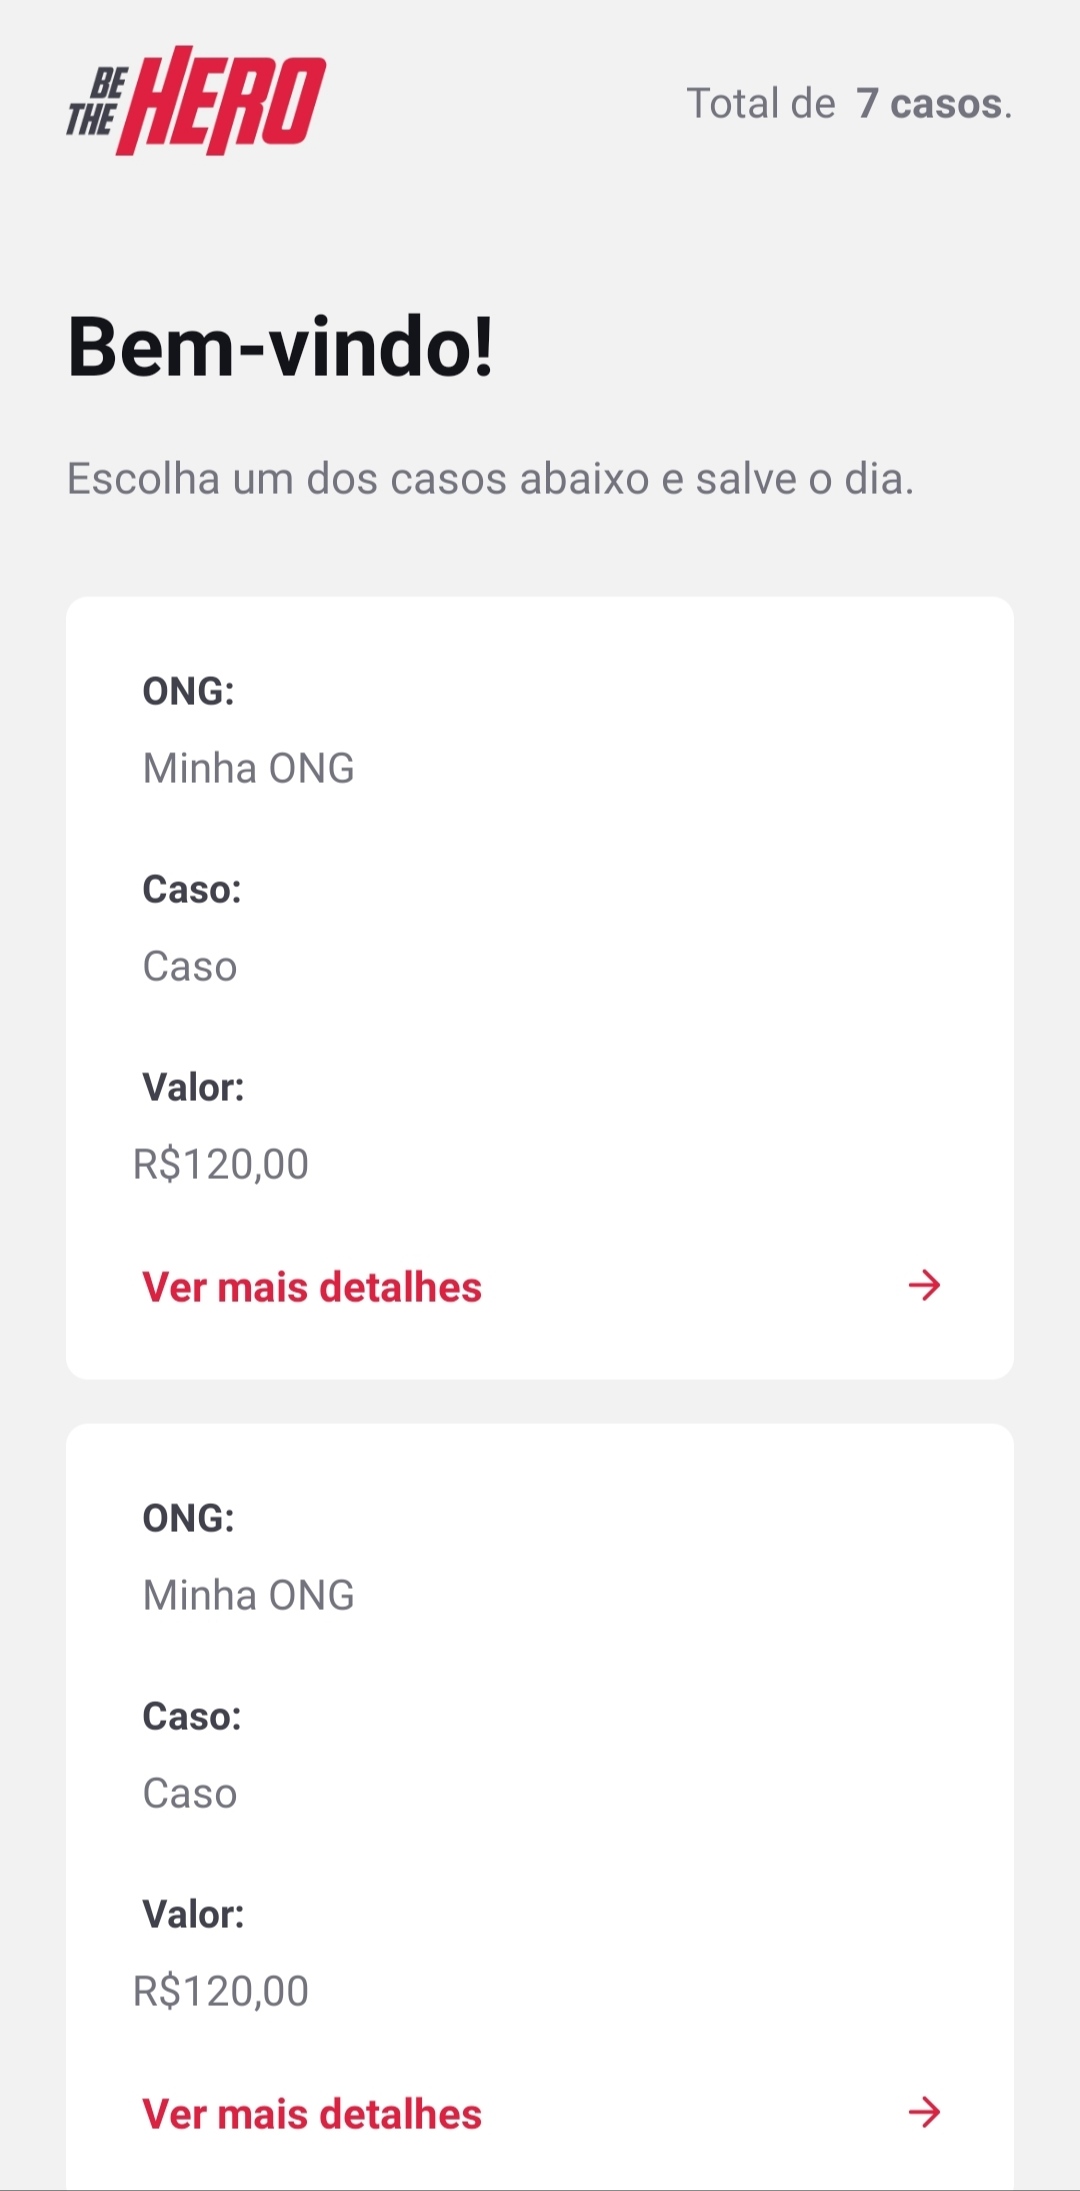 BE THE HERO
Total de 7 casos.
Bem-vindo!
Escolha um dos casos abaixo e salve o dia.
ONG:
Minha ONG
Caso:
Caso
Valor:
R$120,00
Ver mais detalhes
ONG:
Minha ONG
Caso:
Caso
Valor:
R$120,00
Ver mais detalhes